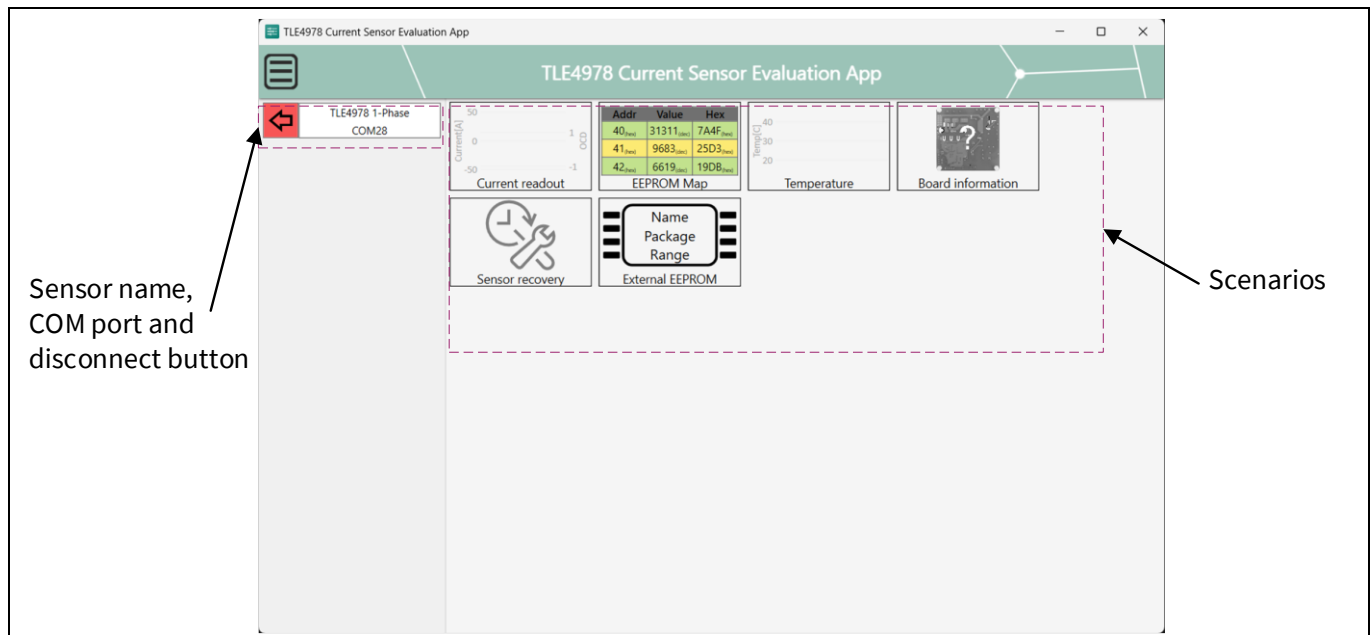 TLE4978 Current Sensor Evaluation App
TLE4978 Current Sensor Evaluation App
TLE4978 1-Phase
COM28
50
0
-50
Current[A]
1
-1
OCD
Current readout
Addr Value Hex
40(hex) 31311(dec) 7A4F(hex)
41(hex) 9683(dec) 25D3(hex)
42(hex) 6619(dec) 19DB(hex)
EEPROM Map
40
30
20
Temp[C]
Temperature
?
Board information
Sensor recovery
Name
Package
Range
External EEPROM
Sensor name,
COM port and
disconnect button
Scenarios